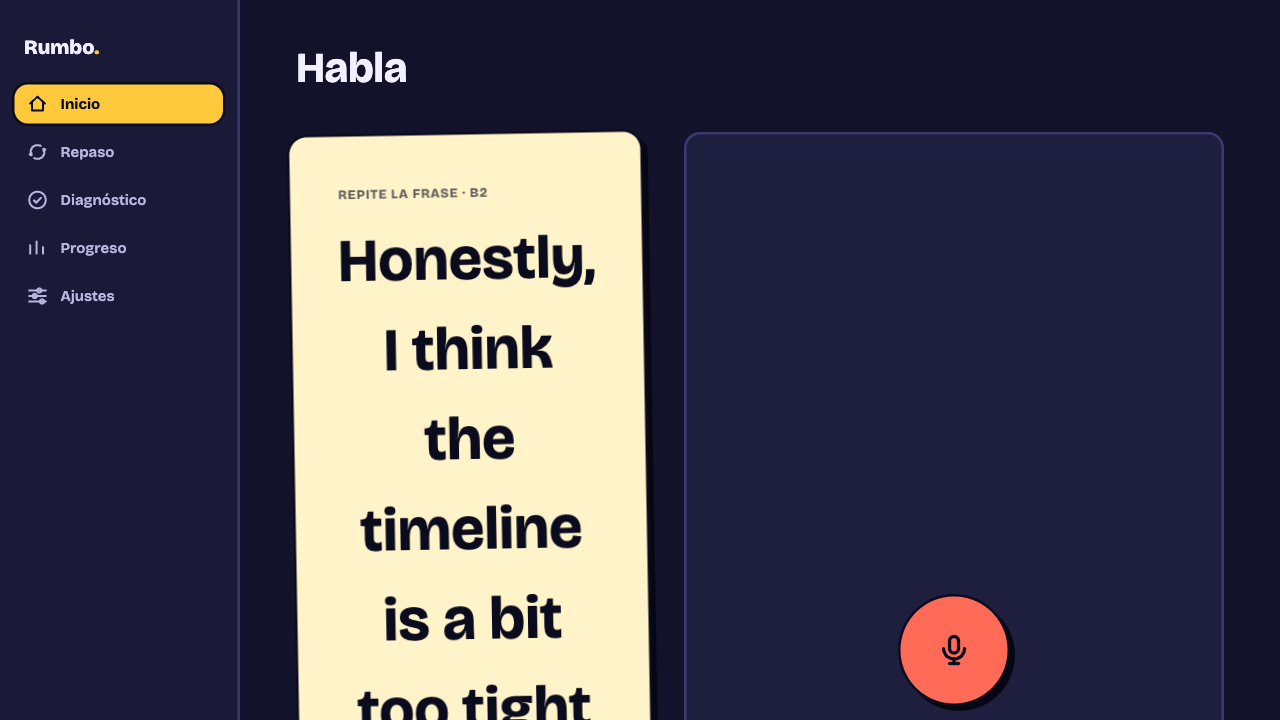 Rumbo.
Inicio
Repaso
Diagnóstico
Progreso
Ajustes
Habla
REPITE LA FRASE · B2
Honestly,
I think
the
timeline
is a bit
too tight